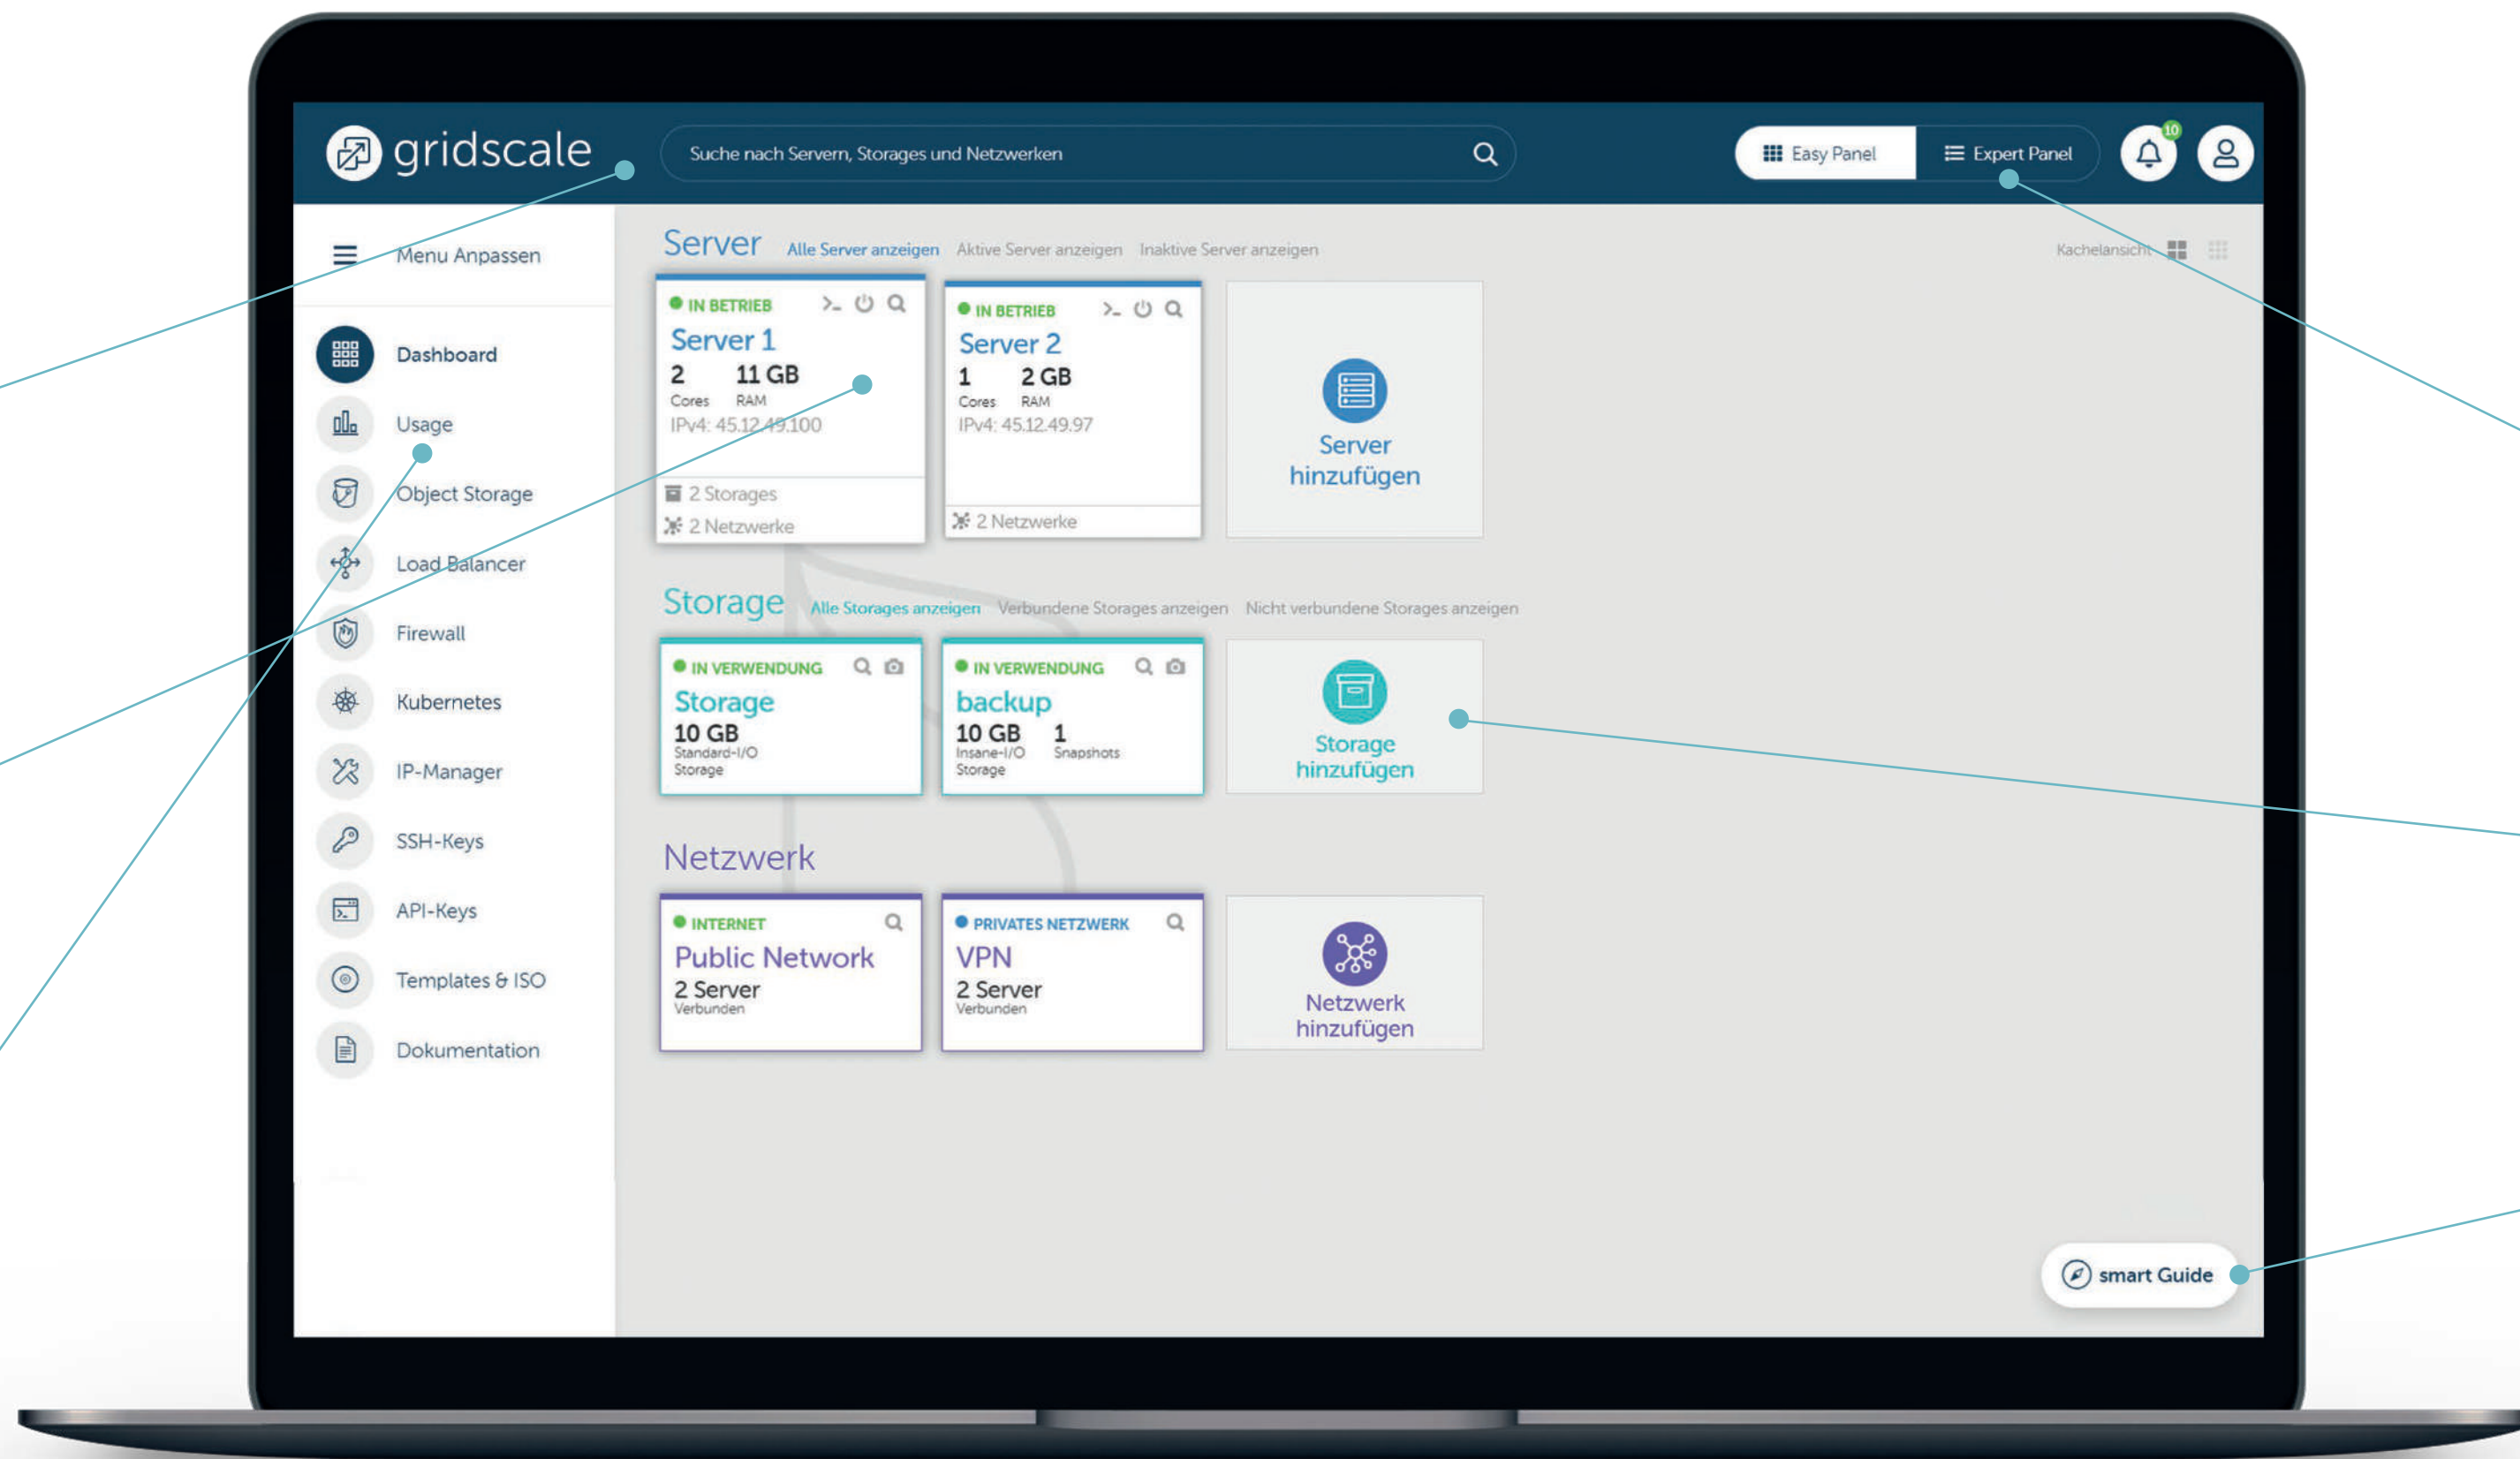 gridscale
Suche nach Servern, Storages und Netzwerken
Easy Panel
Expert Panel
10
Menu Anpassen
Dashboard
Usage
Object Storage
Load Balancer
Firewall
Kubernetes
IP-Manager
SSH-Keys
API-Keys
Templates & ISO
Dokumentation
Server Alle Server anzeigen Aktive Server anzeigen Inaktive Server anzeigen
Kachelansicht
IN BETRIEB
Server 1
2 11 GB
Cores RAM
IPv4: 45.12.49.100
2 Storages
2 Netzwerke
IN BETRIEB
Server 2
1 2 GB
Cores RAM
IPv4: 45.12.49.97
2 Netzwerke
Server
hinzufügen
Storage Alle Storages anzeigen Verbundene Storages anzeigen Nicht verbundene Storages anzeigen
IN VERWENDUNG
Storage
10 GB
Standard-I/O
Storage
IN VERWENDUNG
backup
10 GB 1
Insane-I/O Snapshots
Storage
Storage
hinzufügen
Netzwerk
INTERNET
Public Network
2 Server
Verbunden
PRIVATES NETZWERK
VPN
2 Server
Verbunden
Netzwerk
hinzufügen
smart Guide